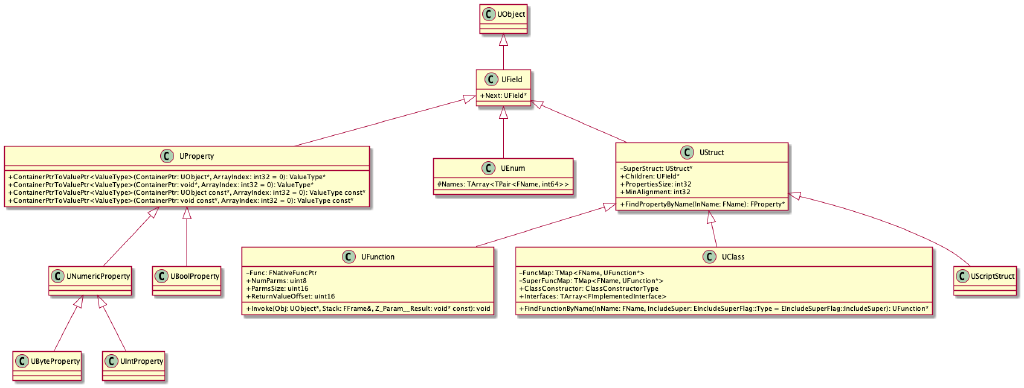 C UObject
C UField
+Next: UField*
C UProperty
+ContainerPtrToValuePtr<ValueType>(ContainerPtr: UObject*, ArrayIndex: int32 = 0): ValueType*
+ContainerPtrToValuePtr<ValueType>(ContainerPtr: void*, ArrayIndex: int32 = 0): ValueType*
+ContainerPtrToValuePtr<ValueType>(ContainerPtr: UObject const*, ArrayIndex: int32 = 0): ValueType const*
+ContainerPtrToValuePtr<ValueType>(ContainerPtr: void const*, ArrayIndex: int32 = 0): ValueType const*
C UEnum
#Names: TArray<TPair<FName, int64>>
C UStruct
-SuperStruct: UStruct*
+Children: UField*
+PropertiesSize: int32
+MinAlignment: int32
+FindPropertyByName(InName: FName): FProperty*
C UNumericProperty
C UBoolProperty
C UFunction
-Func: FNativeFuncPtr
+NumParms: uint8
+ParmsSize: uint16
+ReturnValueOffset: uint16
+Invoke(Obj: UObject*, Stack: FFrame&, Z_Param__Result: void* const): void
C UClass
-FuncMap: TMap<FName, UFunction*>
-SuperFuncMap: TMap<FName, UFunction*>
+ClassConstructor: ClassConstructorType
+Interfaces: TArray<FImplementedInterface>
+FindFunctionByName(InName: FName, IncludeSuper: EIncludeSuperFlag::Type = EIncludeSuperFlag::IncludeSuper): UFunction*
C UScriptStruct
C UByteProperty
C UIntProperty